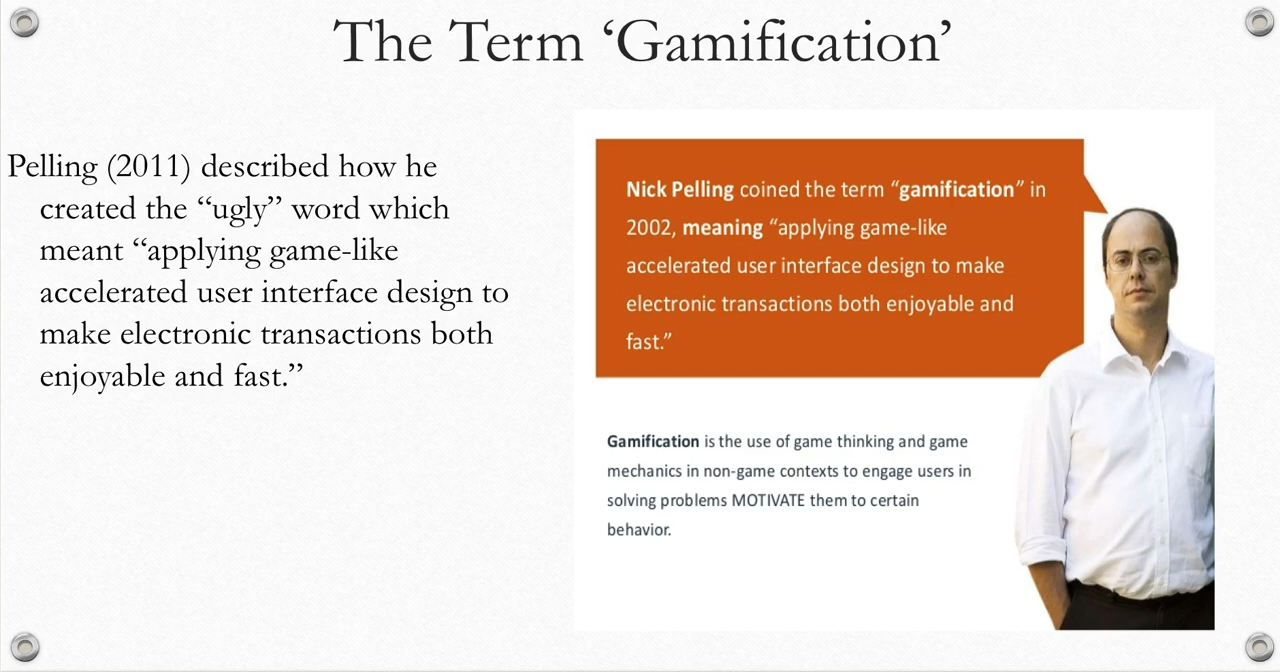 The Term ‘Gamification’
Pelling (2011) described how he
created the “ugly” word which
meant “applying game-like
accelerated user interface design to
make electronic transactions both
enjoyable and fast.”
Nick Pelling coined the term “gamification” in
2002, meaning “applying game-like
accelerated user interface design to make
electronic transactions both enjoyable and
fast.”
Gamification is the use of game thinking and game
mechanics in non-game contexts to engage users in
solving problems MOTIVATE them to certain
behavior.